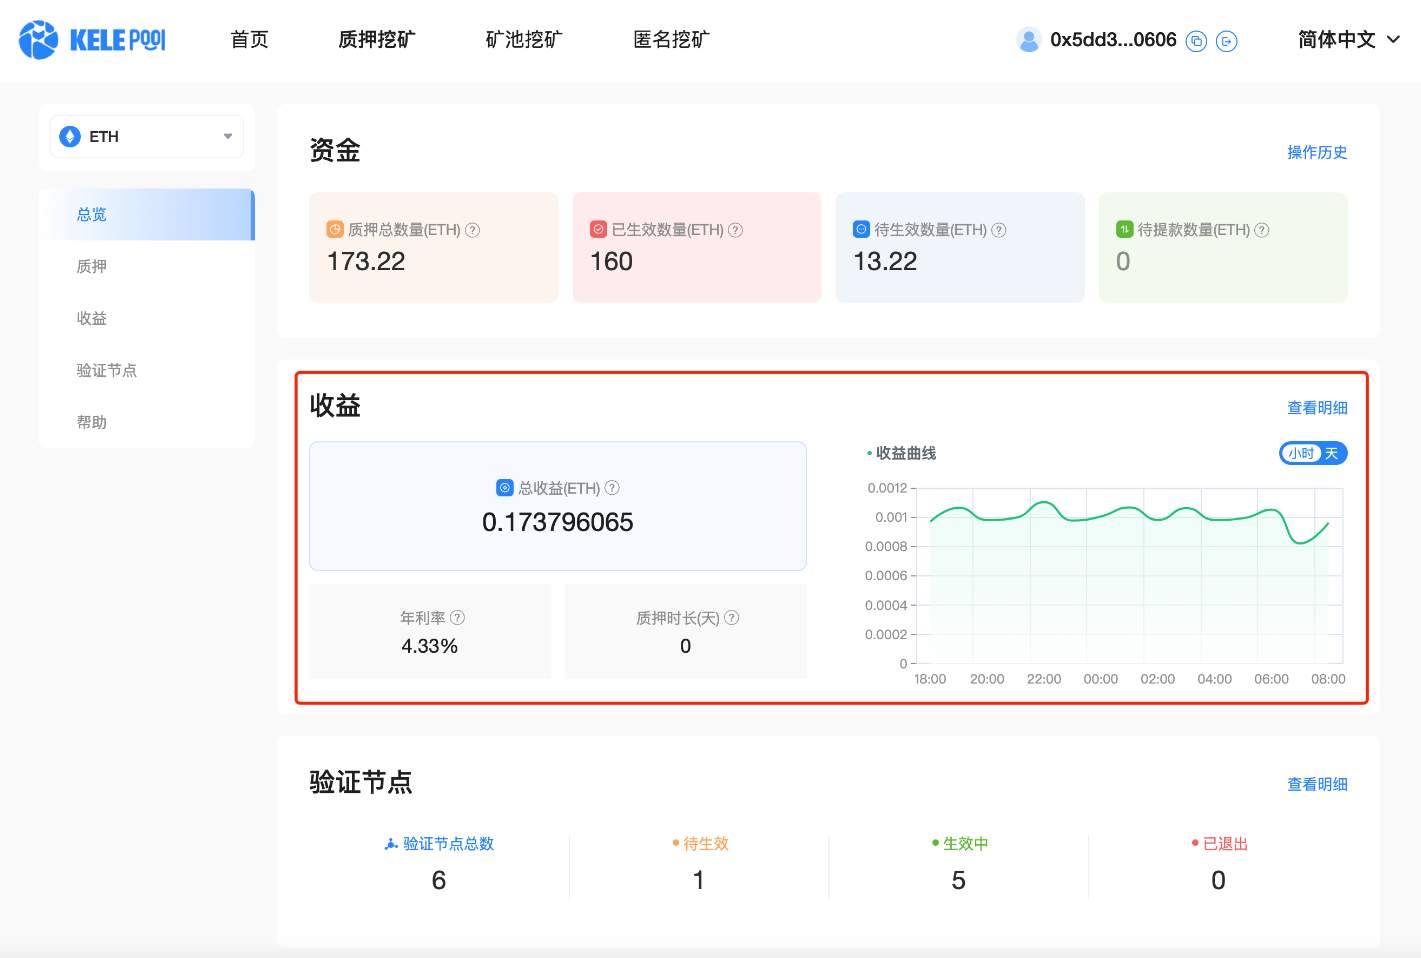 KELE POOL
首页
质押挖矿
矿池挖矿
匿名挖矿
0x5dd3...0606
简体中文
ETH
总览
质押
收益
验证节点
帮助
资金
操作历史
质押总数量(ETH) ?
173.22
已生效数量(ETH) ?
160
待生效数量(ETH) ?
13.22
待提款数量(ETH) ?
0
收益
查看明细
总收益(ETH) ?
0.173796065
年利率 ?
4.33%
质押时长(天) ?
0
收益曲线
小时 天
0.0012
0.001
0.0008
0.0006
0.0004
0.0002
0
18:00 20:00 22:00 00:00 02:00 04:00 06:00 08:00
验证节点
查看明细
验证节点总数
6
待生效
1
生效中
5
已退出
0